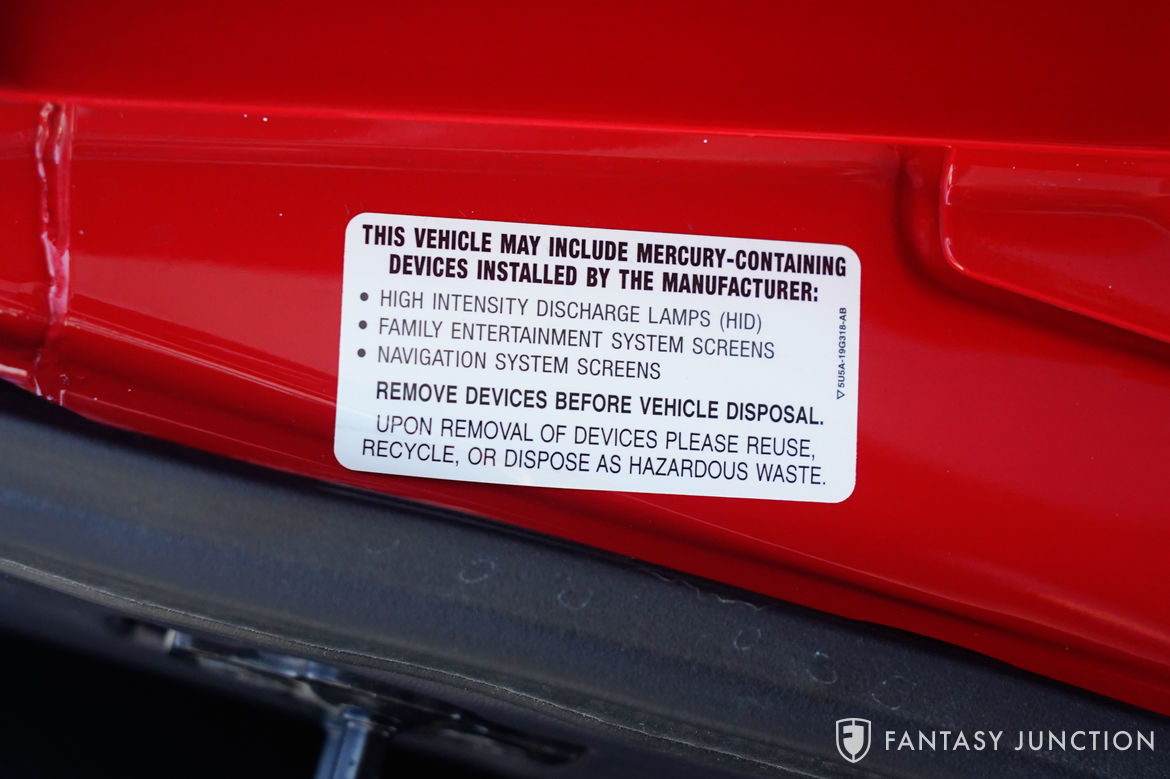 THIS VEHICLE MAY INCLUDE MERCURY-CONTAINING
DEVICES INSTALLED BY THE MANUFACTURER:
• HIGH INTENSITY DISCHARGE LAMPS (HID)
• FAMILY ENTERTAINMENT SYSTEM SCREENS
• NAVIGATION SYSTEM SCREENS
REMOVE DEVICES BEFORE VEHICLE DISPOSAL.
UPON REMOVAL OF DEVICES PLEASE REUSE,
RECYCLE, OR DISPOSE AS HAZARDOUS WASTE.
▽ 5U5A-19G318-AB
FANTASY JUNCTION